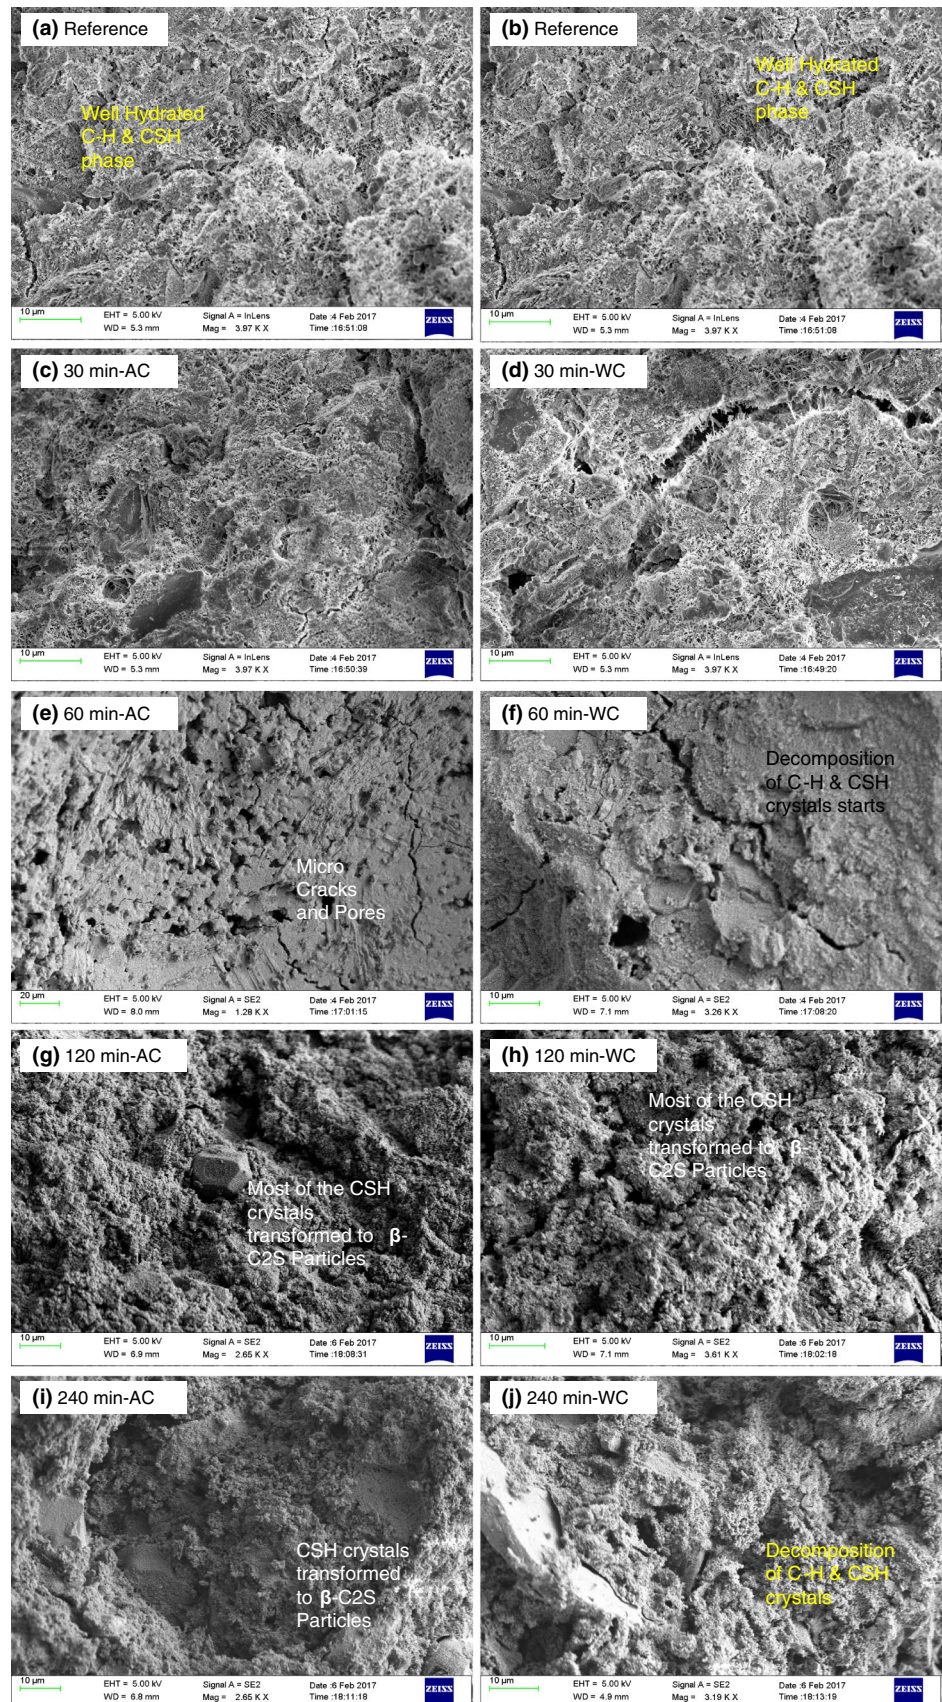 (a) Reference
Well Hydrated
C-H & CSH
phase
10 µm
EHT = 5.00 kV
WD = 5.3 mm
Signal A = InLens
Mag = 3.97 K X
Date :4 Feb 2017
Time :16:51:08
ZEISS
(b) Reference
Well Hydrated
C-H & CSH
phase
10 µm
EHT = 5.00 kV
WD = 5.3 mm
Signal A = InLens
Mag = 3.97 K X
Date :4 Feb 2017
Time :16:51:08
ZEISS
(c) 30 min-AC
10 µm
EHT = 5.00 kV
WD = 5.3 mm
Signal A = InLens
Mag = 3.97 K X
Date :4 Feb 2017
Time :16:50:39
ZEISS
(d) 30 min-WC
10 µm
EHT = 5.00 kV
WD = 5.3 mm
Signal A = InLens
Mag = 3.97 K X
Date :4 Feb 2017
Time :16:49:20
ZEISS
(e) 60 min-AC
Micro
Cracks
and Pores
20 µm
EHT = 5.00 kV
WD = 8.0 mm
Signal A = SE2
Mag = 1.28 K X
Date :4 Feb 2017
Time :17:01:15
ZEISS
(f) 60 min-WC
Decomposition
of C-H & CSH
crystals starts
10 µm
EHT = 5.00 kV
WD = 7.1 mm
Signal A = SE2
Mag = 3.26 K X
Date :4 Feb 2017
Time :17:08:20
ZEISS
(g) 120 min-AC
Most of the CSH
crystals
transformed to β-
C2S Particles
10 µm
EHT = 5.00 kV
WD = 6.9 mm
Signal A = SE2
Mag = 2.65 K X
Date :6 Feb 2017
Time :18:08:31
ZEISS
(h) 120 min-WC
Most of the CSH
crystals
transformed to β-
C2S Particles
10 µm
EHT = 5.00 kV
WD = 7.1 mm
Signal A = SE2
Mag = 3.61 K X
Date :6 Feb 2017
Time :18:02:18
ZEISS
(i) 240 min-AC
CSH crystals
transformed
to β-C2S
Particles
10 µm
EHT = 5.00 kV
WD = 6.8 mm
Signal A = SE2
Mag = 2.65 K X
Date :6 Feb 2017
Time :18:11:18
ZEISS
(j) 240 min-WC
Decomposition
of C-H & CSH
crystals
10 µm
EHT = 5.00 kV
WD = 4.9 mm
Signal A = SE2
Mag = 3.19 K X
Date :6 Feb 2017
Time :18:13:19
ZEISS